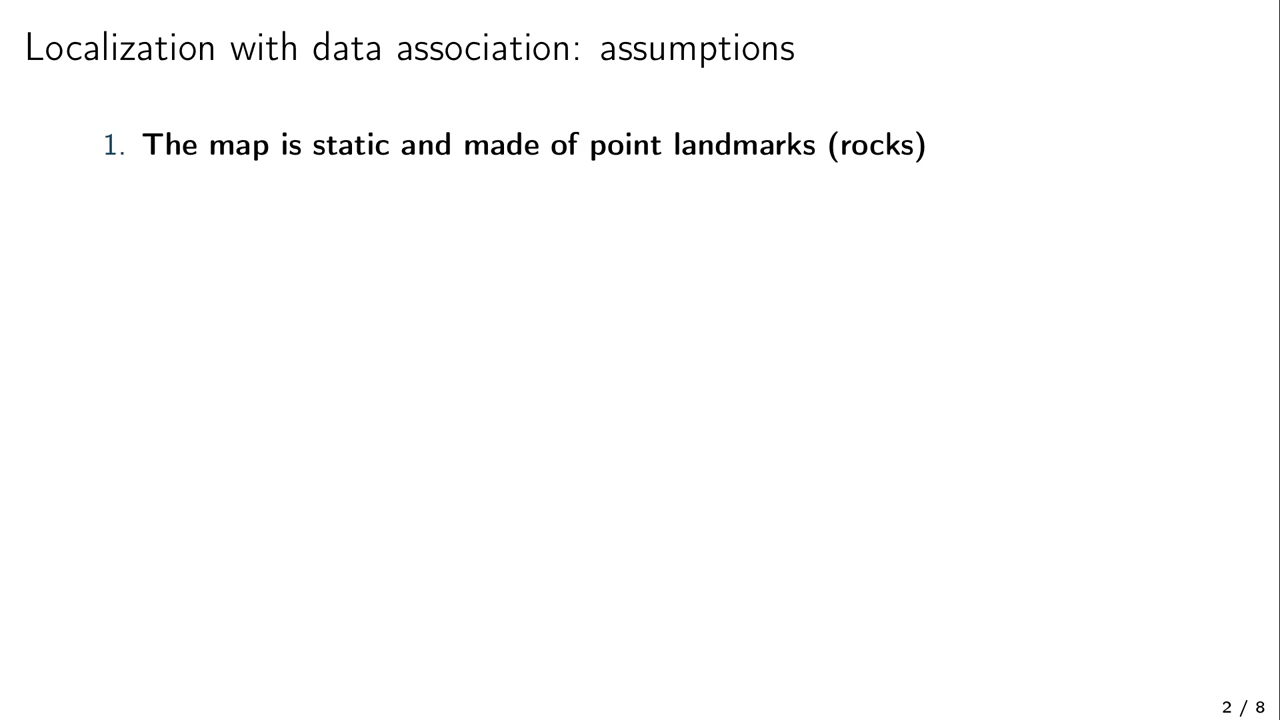 Localization with data association: assumptions
1. The map is static and made of point landmarks (rocks)
2 / 8